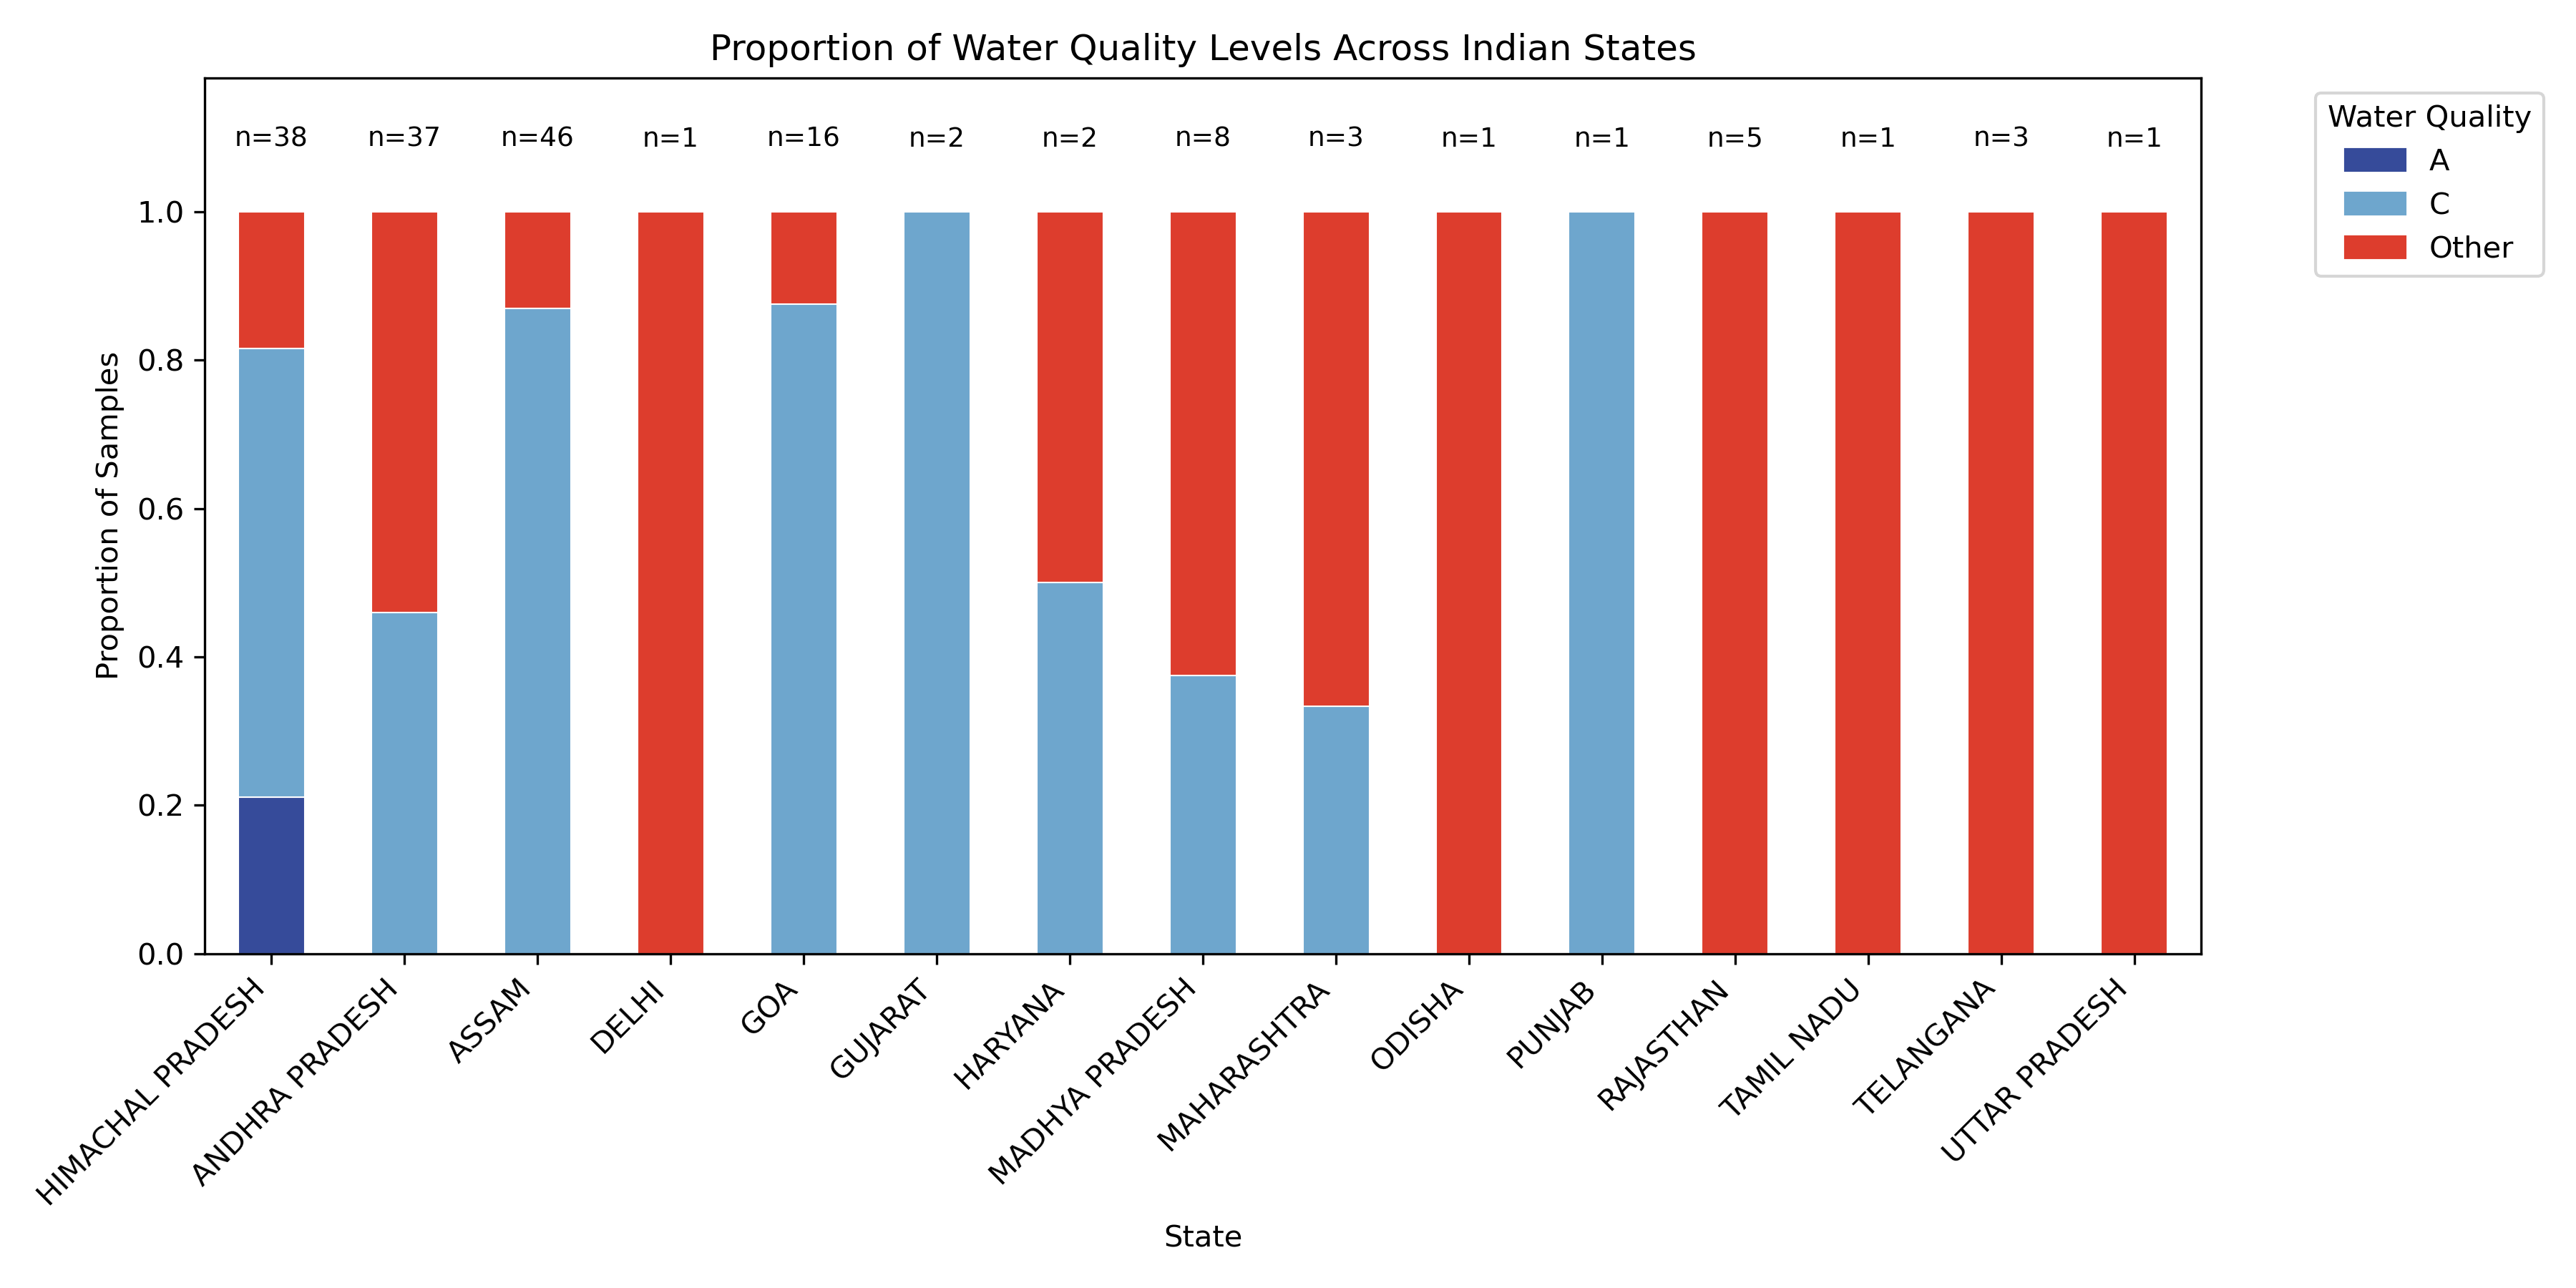 Proportion of Water Quality Levels Across Indian States
n=38 n=37 n=46 n=1 n=16 n=2 n=2 n=8 n=3 n=1 n=1 n=5 n=1 n=3 n=1
Water Quality
A
C
Other
Proportion of Samples
1.0
0.8
0.6
0.4
0.2
0.0
HIMACHAL PRADESH
ANDHRA PRADESH
ASSAM
DELHI
GOA
GUJARAT
HARYANA
MADHYA PRADESH
MAHARASHTRA
ODISHA
PUNJAB
RAJASTHAN
TAMIL NADU
TELANGANA
UTTAR PRADESH
State